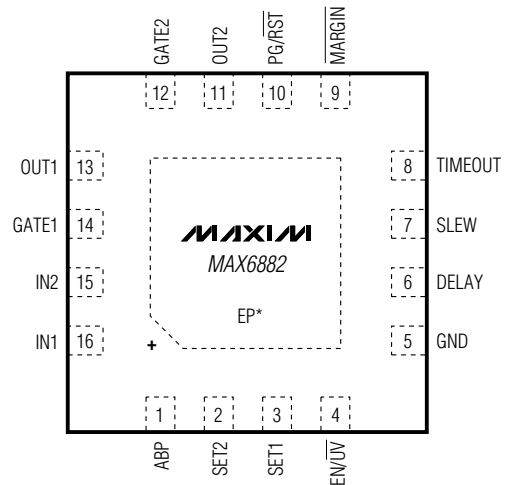 GATE2
OUT2
PG/RST
MARGIN
12
11
10
9
OUT1 13
8 TIMEOUT
GATE1 14
7 SLEW
IN2 15
6 DELAY
IN1 16
5 GND
MAXIM
MAX6882
EP*
+
1
2
3
4
ABP
SET2
SET1
EN/UV